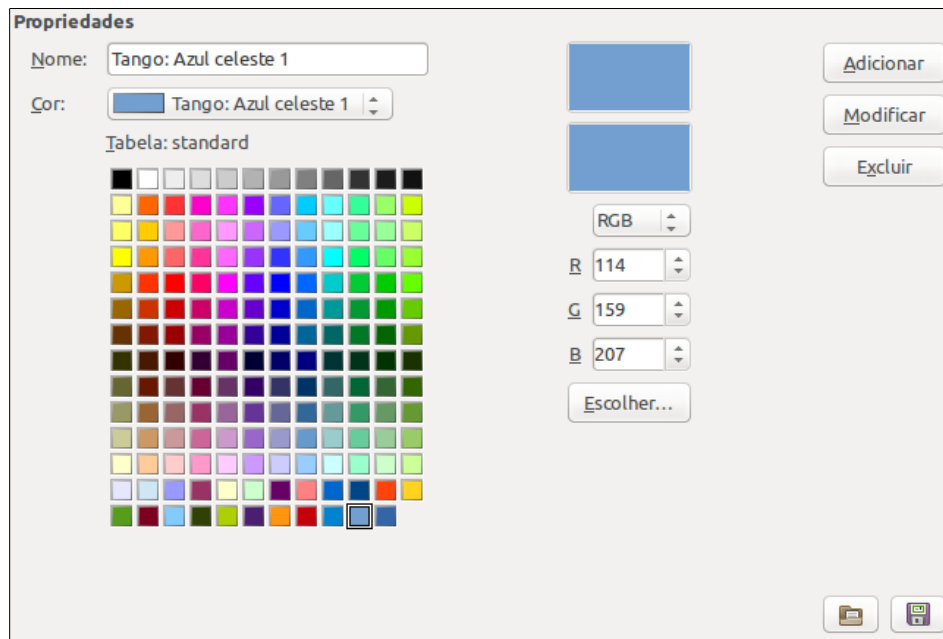 Propriedades
Nome: Tango: Azul celeste 1
Cor: Tango: Azul celeste 1
Tabela: standard
Adicionar
Modificar
Excluir
RGB
R 114
G 159
B 207
Escolher...